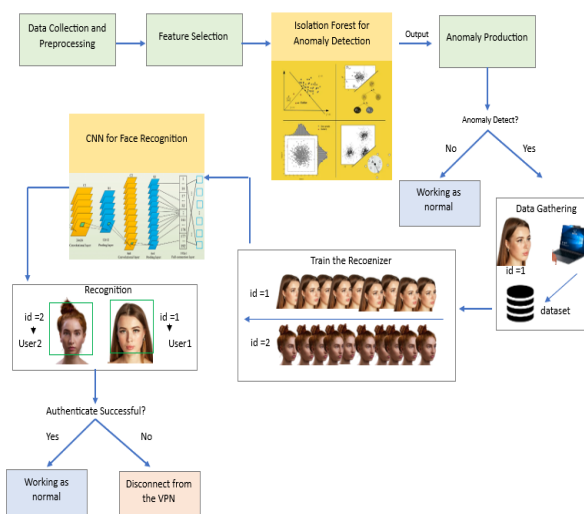 Data Collection and
Preprocessing
Feature Selection
Isolation Forest for
Anomaly Detection
Output
Anomaly Production
Anomaly Detect?
No
Yes
Working as
normal
Data Gathering
id =1
dataset
Train the Recoenizer
id =1
id =2
CNN for Face Recognition
Recognition
id =2
User2
id =1
User1
Authenticate Successful?
Yes
No
Working as
normal
Disconnect from
the VPN